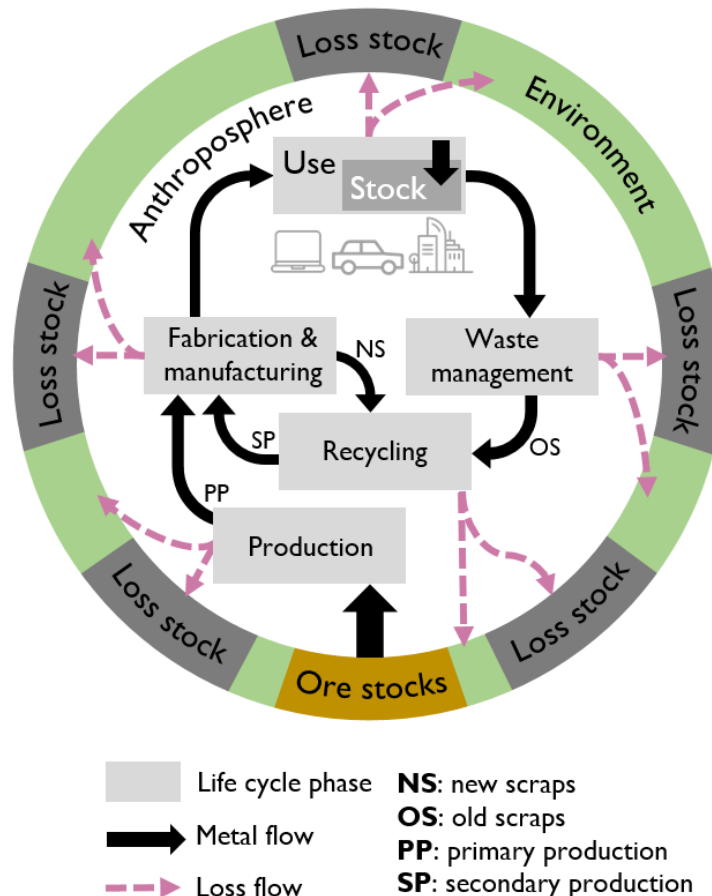 Loss stock
Anthroposphere
Environment
Use
Stock
Loss stock
Fabrication &
manufacturing
NS
Waste
management
Loss stock
SP
Recycling
OS
PP
Production
Loss stock
Loss stock
Ore stocks
Life cycle phase
Metal flow
Loss flow
NS: new scraps
OS: old scraps
PP: primary production
SP: secondary production